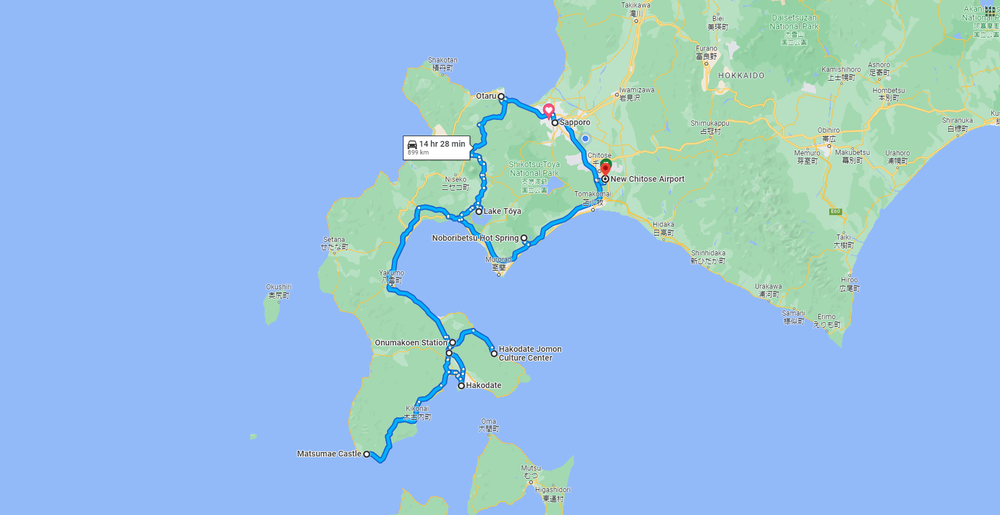 Takikawa
滝川
Akan-Mas
National P
阿寒摩周
国立公園
Biei
美瑛町
Daisetsuzan
National Park
大雪山
国立公園
Furano
富良野
Shakotan
積丹町
HOKKAIDO
Ashoro
足寄町
Kamishihoro
上士幌町
Otaru
Iwamizawa
岩見沢
Hombetsu
本別町
Sapporo
Shimukappu
占冠村
Shiranuka
白糠町
Obihiro
帯広
14 hr 28 min
899 km
Chitose
Memuro
芽室町
Makubetsu
幕別町
Urahoro
浦幌町
Shikotsu-Toya
National Park
支笏洞爺
国立公園
Niseko
ニセコ町
New Chitose Airport
Tomakomai
苫小牧
Lake Tōya
E60
Hidaka
日高町
Noboribetsu Hot Spring
Setana
せたな町
Taiki
大樹町
Muroran
室蘭
Shinhidaka
新ひだか町
Yakumo
八雲町
Hiroo
広尾町
Okushiri
奥尻町
Urakawa
浦河町
Samani
様似町
Erimo
えりも町
Onumakoen Station
Hakodate Jomon
Culture Center
Hakodate
Kikonai
木古内町
Oma
大間町
Matsumae Castle
Mutsu
むつ
Higashidori
東通村